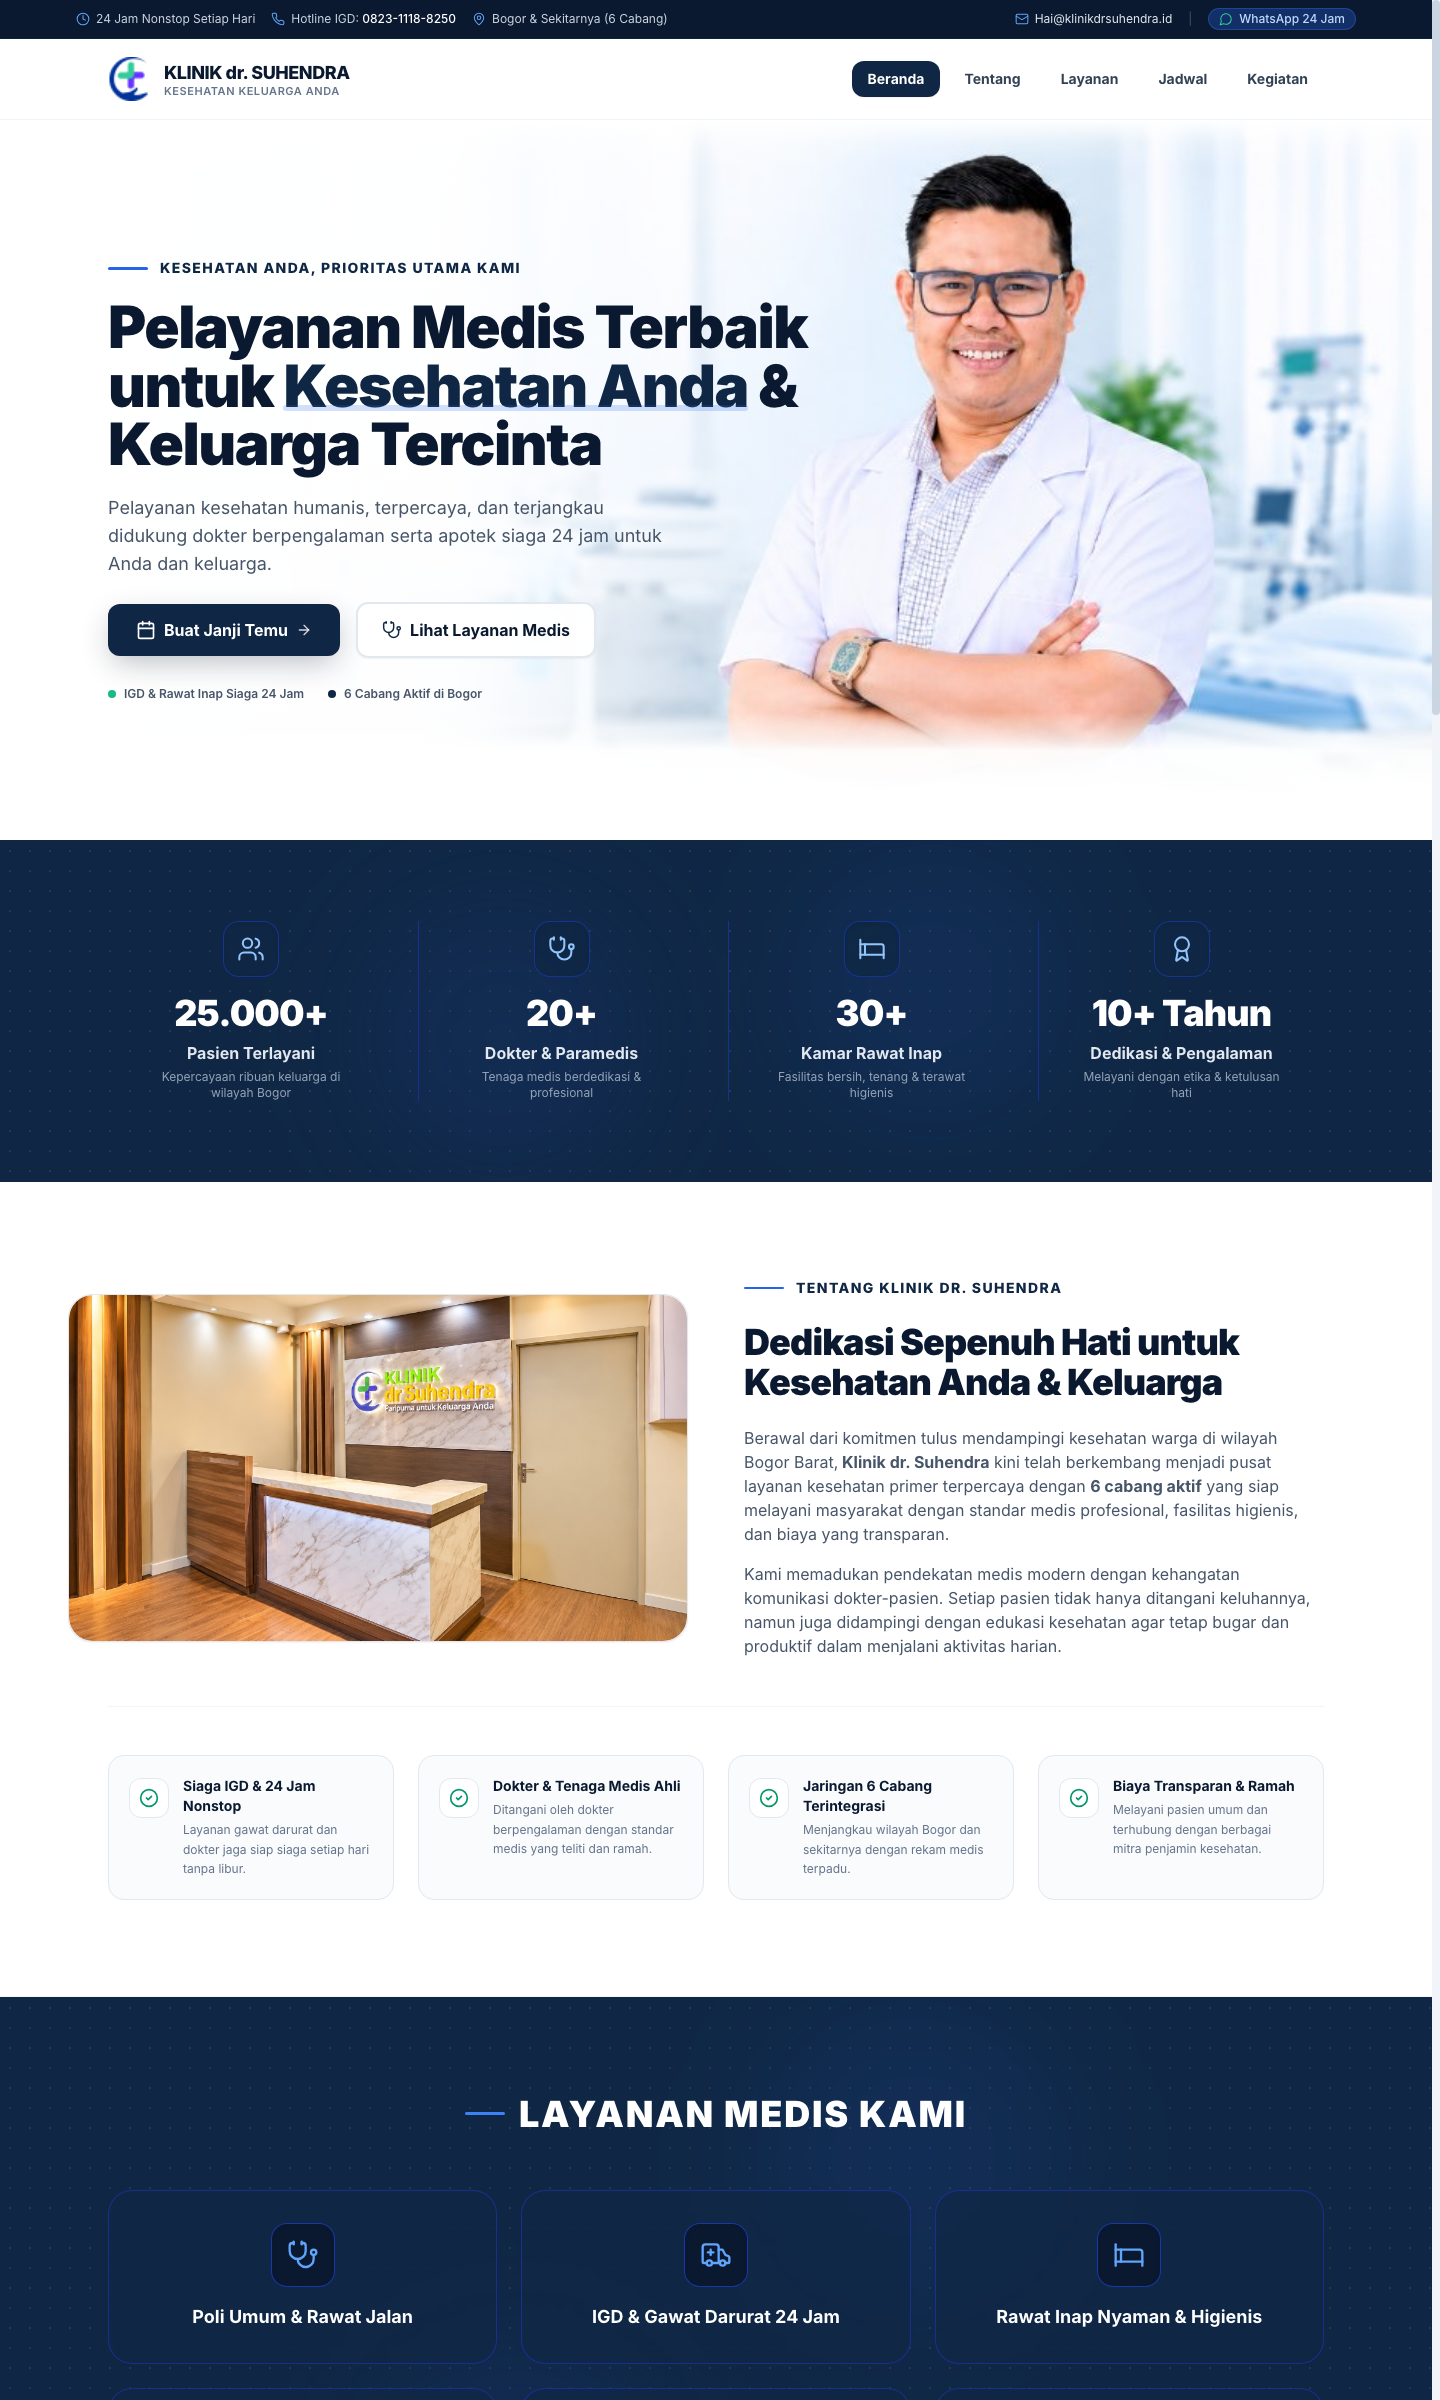 24 Jam Nonstop Setiap Hari
Hotline IGD: 0823-1118-8250
Bogor & Sekitarnya (6 Cabang)
Hai@klinikdrsuhendra.id
WhatsApp 24 Jam
KLINIK dr. SUHENDRA
KESEHATAN KELUARGA ANDA
Beranda
Tentang
Layanan
Jadwal
Kegiatan
KESEHATAN ANDA, PRIORITAS UTAMA KAMI
Pelayanan Medis Terbaik
untuk Kesehatan Anda &
Keluarga Tercinta
Pelayanan kesehatan humanis, terpercaya, dan terjangkau
didukung dokter berpengalaman serta apotek siaga 24 jam untuk
Anda dan keluarga.
Buat Janji Temu
Lihat Layanan Medis
IGD & Rawat Inap Siaga 24 Jam
6 Cabang Aktif di Bogor
25.000+
Pasien Terlayani
Kepercayaan ribuan keluarga di
wilayah Bogor
20+
Dokter & Paramedis
Tenaga medis berdedikasi &
profesional
30+
Kamar Rawat Inap
Fasilitas bersih, tenang & terawat
higienis
10+ Tahun
Dedikasi & Pengalaman
Melayani dengan etika & ketulusan
hati
KLINIK
dr Suhendra
Paripurna untuk Keluarga Anda
TENTANG KLINIK DR. SUHENDRA
Dedikasi Sepenuh Hati untuk
Kesehatan Anda & Keluarga
Berawal dari komitmen tulus mendampingi kesehatan warga di wilayah
Bogor Barat, Klinik dr. Suhendra kini telah berkembang menjadi pusat
layanan kesehatan primer terpercaya dengan 6 cabang aktif yang siap
melayani masyarakat dengan standar medis profesional, fasilitas higienis,
dan biaya yang transparan.
Kami memadukan pendekatan medis modern dengan kehangatan
komunikasi dokter-pasien. Setiap pasien tidak hanya ditangani keluhannya,
namun juga didampingi dengan edukasi kesehatan agar tetap bugar dan
produktif dalam menjalani aktivitas harian.
Siaga IGD & 24 Jam
Nonstop
Layanan gawat darurat dan
dokter jaga siap siaga setiap hari
tanpa libur.
Dokter & Tenaga Medis Ahli
Ditangani oleh dokter
berpengalaman dengan standar
medis yang teliti dan ramah.
Jaringan 6 Cabang
Terintegrasi
Menjangkau wilayah Bogor dan
sekitarnya dengan rekam medis
terpadu.
Biaya Transparan & Ramah
Melayani pasien umum dan
terhubung dengan berbagai
mitra penjamin kesehatan.
LAYANAN MEDIS KAMI
Poli Umum & Rawat Jalan
IGD & Gawat Darurat 24 Jam
Rawat Inap Nyaman & Higienis